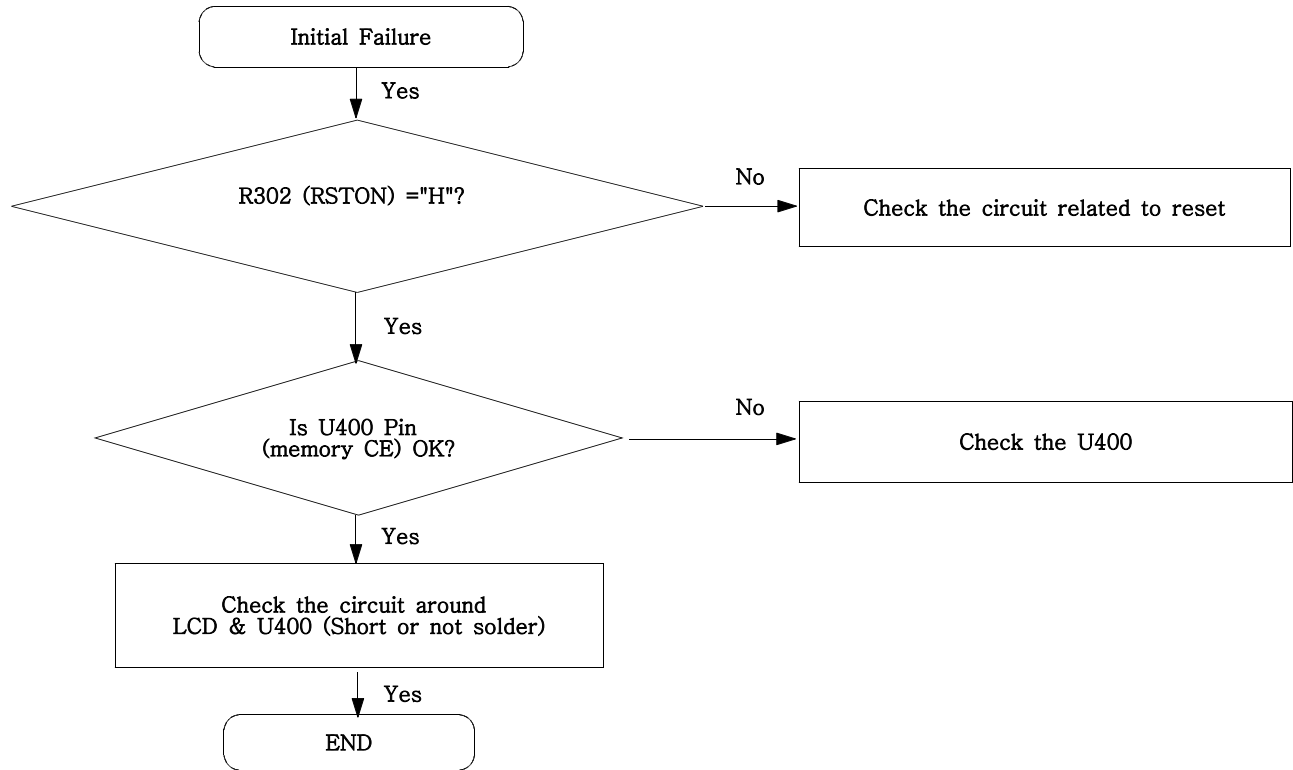 Initial Failure
Yes
R302 (RSTON) ="H"?
No
Check the circuit related to reset
Yes
Is U400 Pin
(memory CE) OK?
No
Check the U400
Yes
Check the circuit around
LCD & U400 (Short or not solder)
Yes
END